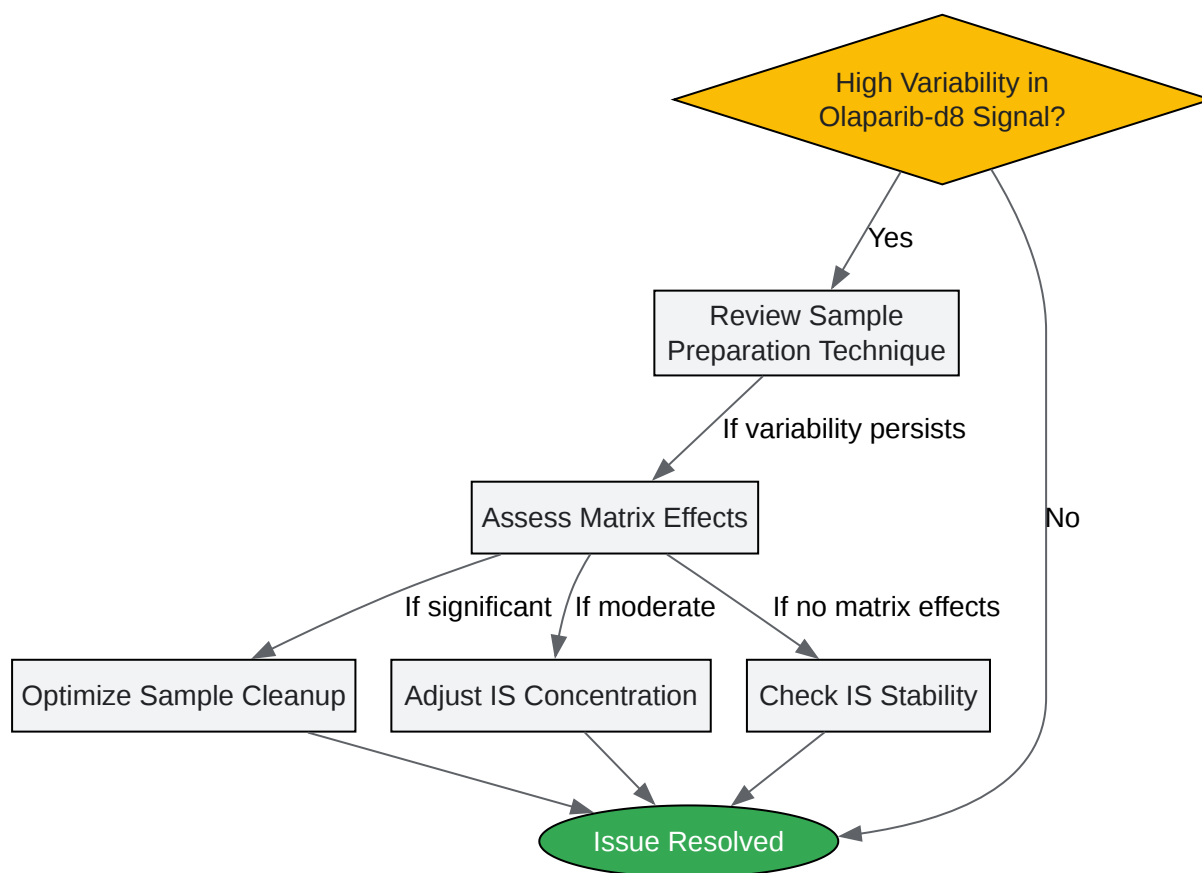 High Variability in
Olaparib-d8 Signal?
Yes
Review Sample
Preparation Technique
If variability persists
Assess Matrix Effects
No
If significant
If moderate
If no matrix effects
Optimize Sample Cleanup
Adjust IS Concentration
Check IS Stability
Issue Resolved